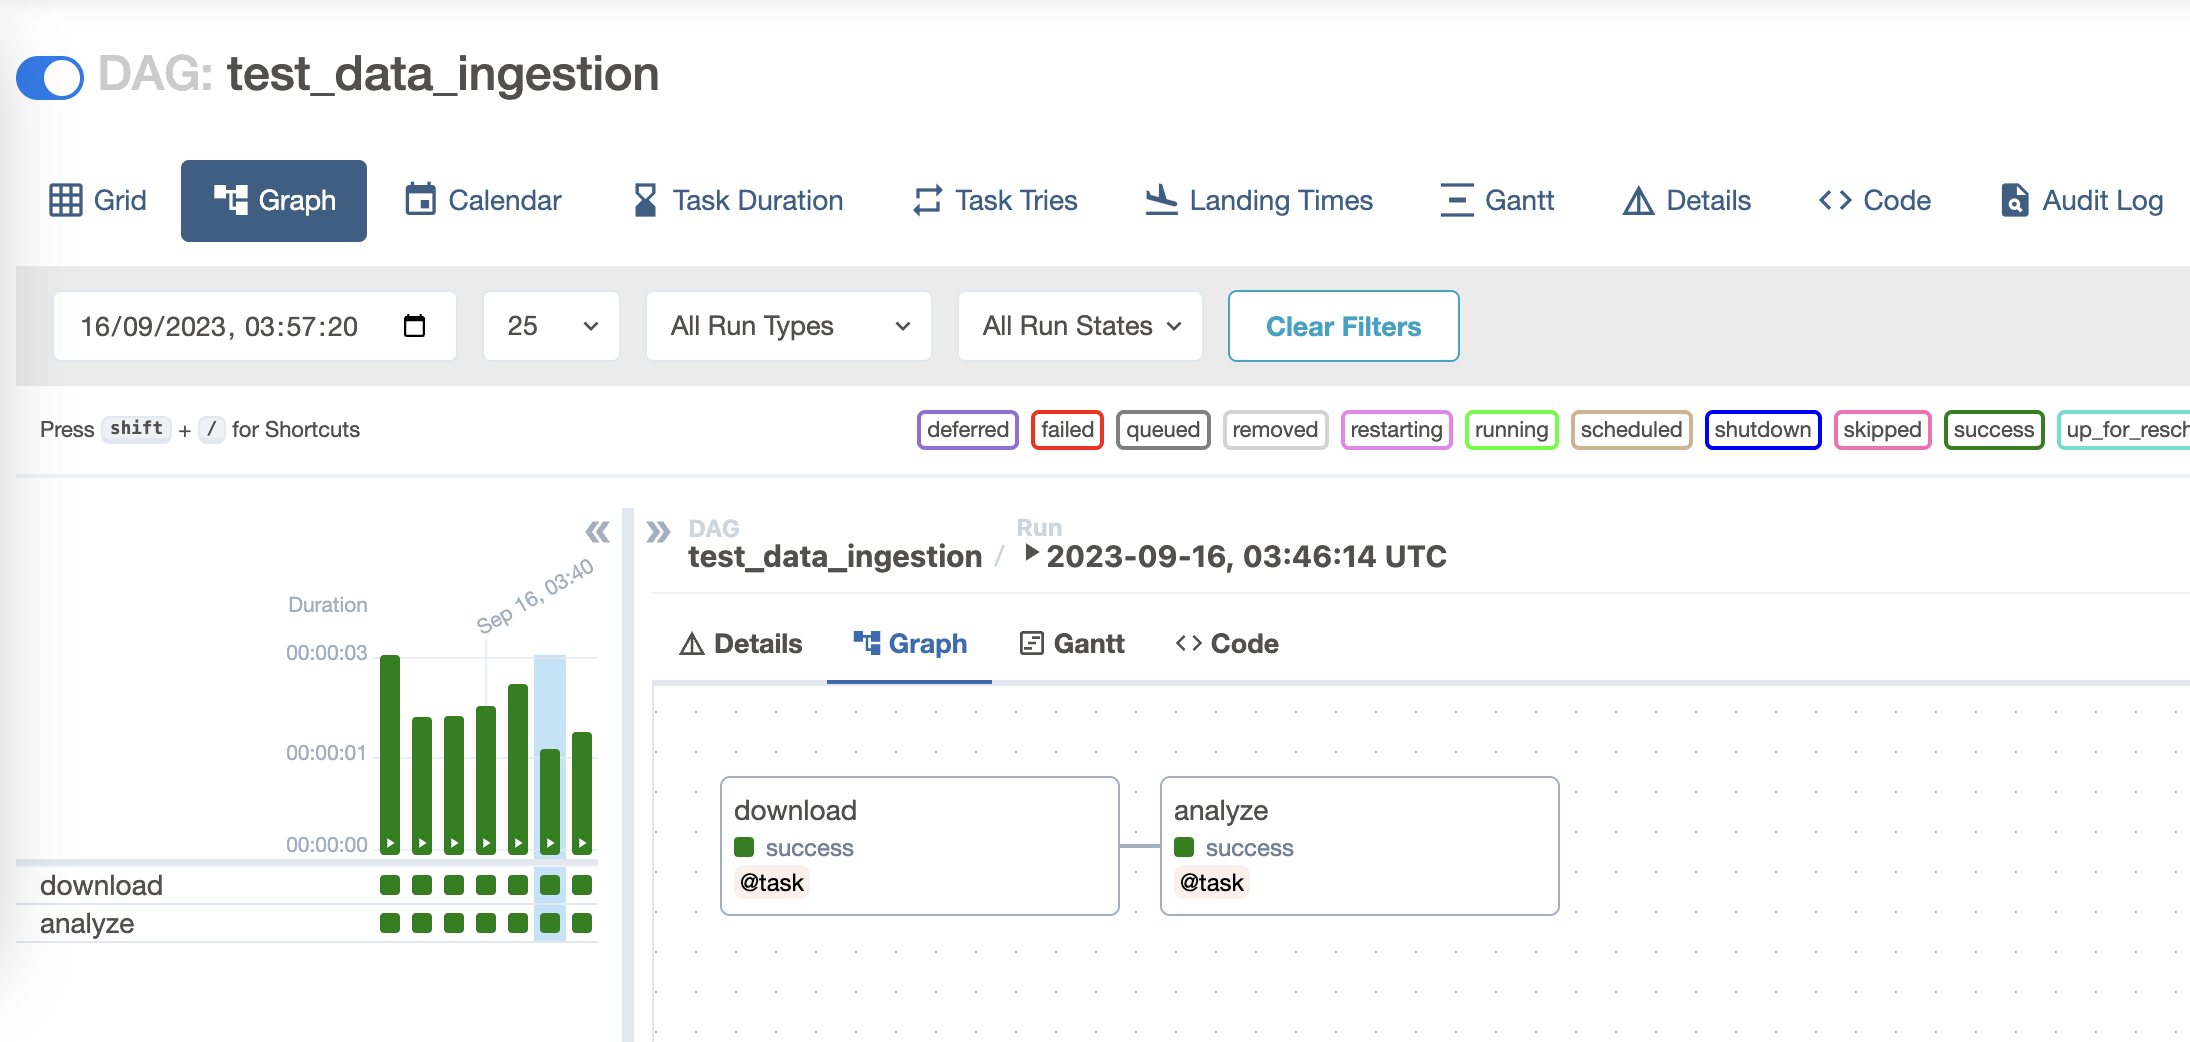 DAG: test_data_ingestion
Grid Graph Calendar Task Duration Task Tries Landing Times Gantt Details Code Audit Log
16/09/2023, 03:57:20 25 All Run Types All Run States Clear Filters
Press shift + / for Shortcuts deferred failed queued removed restarting running scheduled shutdown skipped success up_for_resch
DAG Run
test_data_ingestion / 2023-09-16, 03:46:14 UTC
Sep 16, 03:40
Duration
00:00:03
00:00:01
00:00:00
download
analyze
Details Graph Gantt Code
download
success
@task
analyze
success
@task